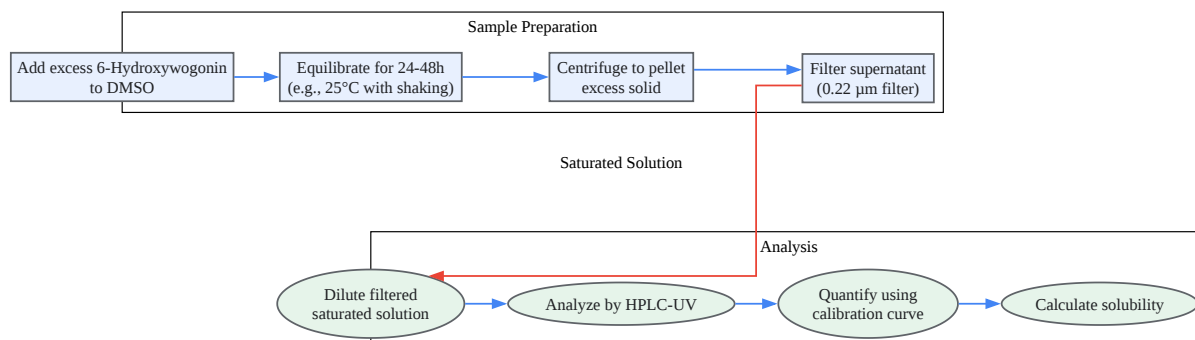 Sample Preparation
Add excess 6-Hydroxywogonin
to DMSO
Equilibrate for 24-48h
(e.g., 25°C with shaking)
Centrifuge to pellet
excess solid
Filter supernatant
(0.22 µm filter)
Saturated Solution
Analysis
Dilute filtered
saturated solution
Analyze by HPLC-UV
Quantify using
calibration curve
Calculate solubility